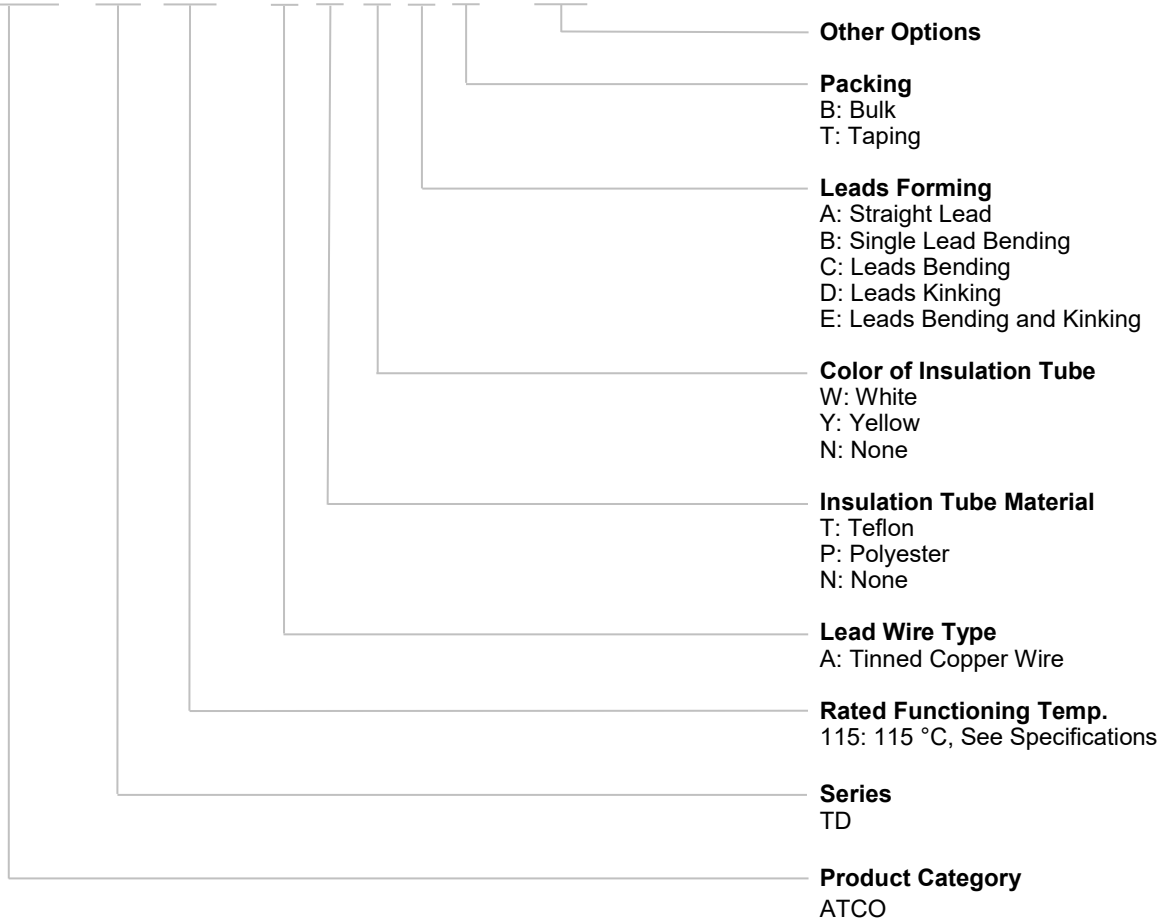 Other Options
Packing
B: Bulk
T: Taping
Leads Forming
A: Straight Lead
B: Single Lead Bending
C: Leads Bending
D: Leads Kinking
E: Leads Bending and Kinking
Color of Insulation Tube
W: White
Y: Yellow
N: None
Insulation Tube Material
T: Teflon
P: Polyester
N: None
Lead Wire Type
A: Tinned Copper Wire
Rated Functioning Temp.
115: 115 °C, See Specifications
Series
TD
Product Category
ATCO